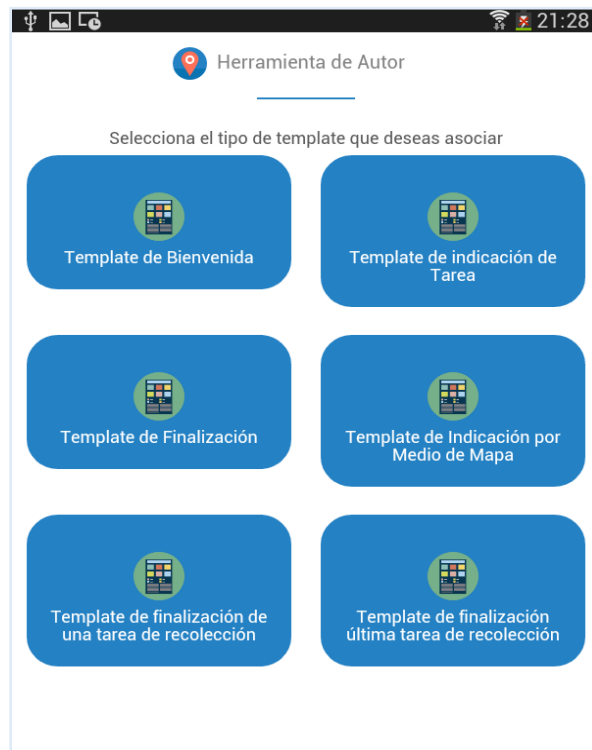 21:28
Herramienta de Autor
Selecciona el tipo de template que deseas asociar
Template de Bienvenida
Template de indicación de
Tarea
Template de Finalización
Template de Indicación por
Medio de Mapa
Template de finalización de
una tarea de recolección
Template de finalización
última tarea de recolección